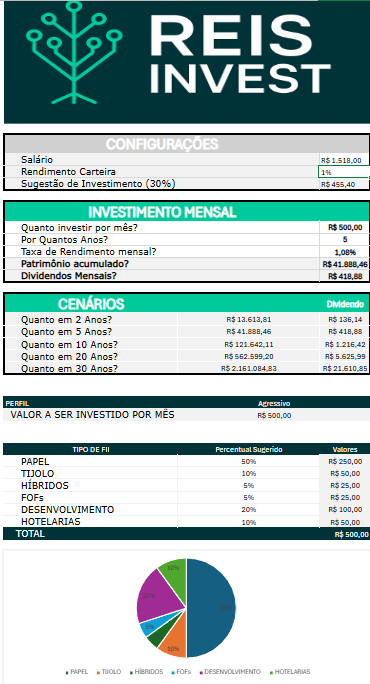 REIS
INVEST
CONFIGURAÇÕES
Salário R$ 1.518,00
Rendimento Carteira 1%
Sugestão de Investimento (30%) R$ 455,40
INVESTIMENTO MENSAL
Quanto investir por mês? R$ 500,00
Por Quantos Anos? 5
Taxa de Rendimento mensal? 1,08%
Patrimônio acumulado? R$ 41.888,46
Dividendos Mensais? R$ 418,88
CENÁRIOS Dividendo
Quanto em 2 Anos? R$ 13.613,81 R$ 136,14
Quanto em 5 Anos? R$ 41.888,46 R$ 418,88
Quanto em 10 Anos? R$ 121.642,11 R$ 1.216,42
Quanto em 20 Anos? R$ 562.599,20 R$ 5.625,99
Quanto em 30 Anos? R$ 2.161.084,83 R$ 21.610,85
PERFIL Agressivo
VALOR A SER INVESTIDO POR MÊS R$ 500,00
TIPO DE FII Percentual Sugerido Valores
PAPEL 50% R$ 250,00
TIJOLO 10% R$ 50,00
HÍBRIDOS 5% R$ 25,00
FOFs 5% R$ 25,00
DESENVOLVIMENTO 20% R$ 100,00
HOTELARIAS 10% R$ 50,00
TOTAL R$ 500,00
10%
20%
50%
5%
10%
PAPEL TIJOLO HÍBRIDOS FOFs DESENVOLVIMENTO HOTELARIAS